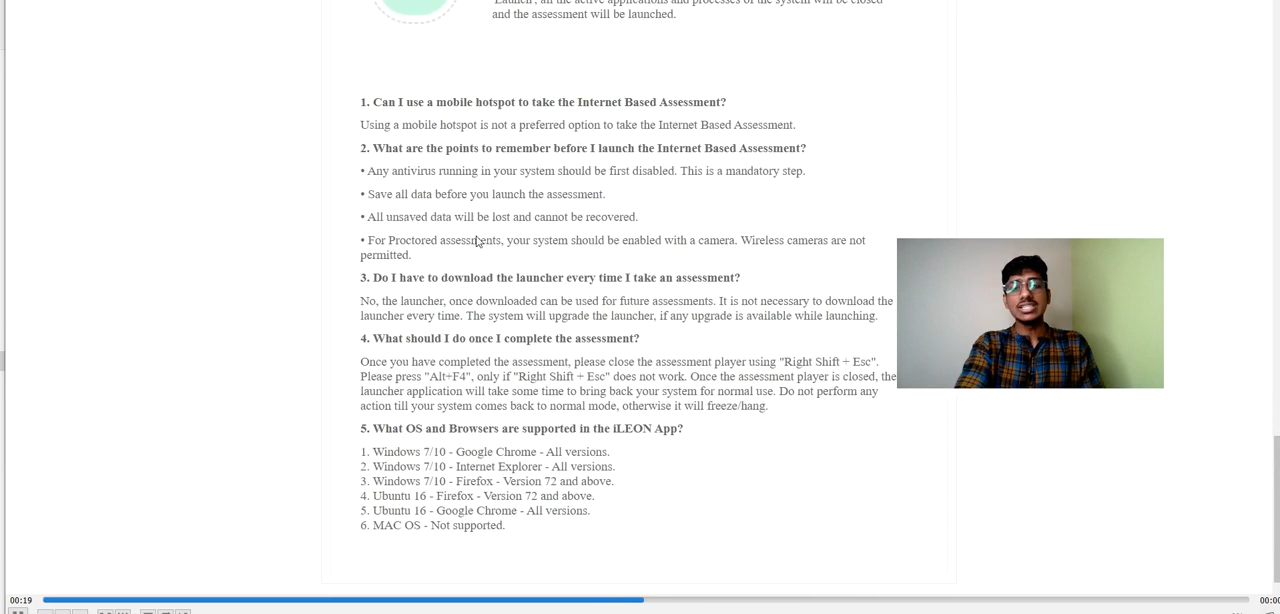 'Launch', all the active applications and processes of the system will be closed
and the assessment will be launched.
1. Can I use a mobile hotspot to take the Internet Based Assessment?
Using a mobile hotspot is not a preferred option to take the Internet Based Assessment.
2. What are the points to remember before I launch the Internet Based Assessment?
• Any antivirus running in your system should be first disabled. This is a mandatory step.
• Save all data before you launch the assessment.
• All unsaved data will be lost and cannot be recovered.
• For Proctored assessments, your system should be enabled with a camera. Wireless cameras are not
permitted.
3. Do I have to download the launcher every time I take an assessment?
No, the launcher, once downloaded can be used for future assessments. It is not necessary to download the
launcher every time. The system will upgrade the launcher, if any upgrade is available while launching.
4. What should I do once I complete the assessment?
Once you have completed the assessment, please close the assessment player using "Right Shift + Esc".
Please press "Alt+F4", only if "Right Shift + Esc" does not work. Once the assessment player is closed, the
launcher application will take some time to bring back your system for normal use. Do not perform any
action till your system comes back to normal mode, otherwise it will freeze/hang.
5. What OS and Browsers are supported in the iLEON App?
1. Windows 7/10 - Google Chrome - All versions.
2. Windows 7/10 - Internet Explorer - All versions.
3. Windows 7/10 - Firefox - Version 72 and above.
4. Ubuntu 16 - Firefox - Version 72 and above.
5. Ubuntu 16 - Google Chrome - All versions.
6. MAC OS - Not supported.
00:19